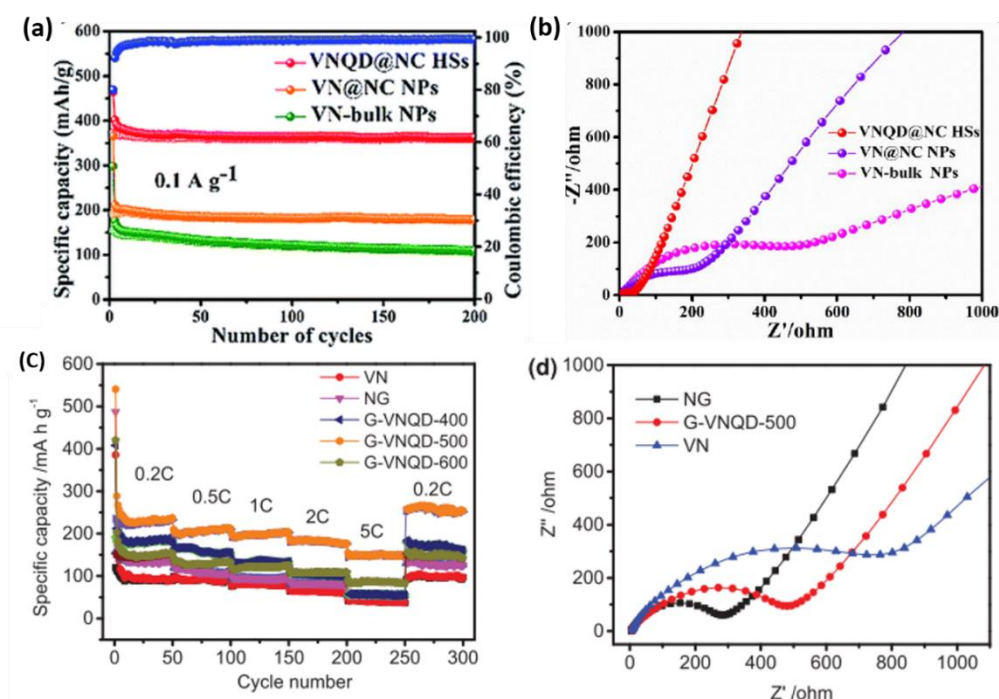 (a)
Specific capacity (mAh/g)
600
500
400
300
200
100
0
VNQD@NC HSs
VN@NC NPs
VN-bulk NPs
0.1 A g⁻¹
100
80
60
40
20
0
Coulombic efficiency (%)
0 50 100 150 200
Number of cycles
(b)
-Z''/ohm
1000
800
600
400
200
0
VNQD@NC HSs
VN@NC NPs
VN-bulk NPs
0 200 400 600 800 1000
Z'/ohm
(C)
Specific capacity /mA h g⁻¹
600
500
400
300
200
100
0
VN
NG
G-VNQD-400
G-VNQD-500
G-VNQD-600
0.2C
0.5C
1C
2C
5C
0.2C
0 50 100 150 200 250 300
Cycle number
(d)
Z'' /ohm
1000
800
600
400
200
0
NG
G-VNQD-500
VN
0 200 400 600 800 1000
Z' /ohm